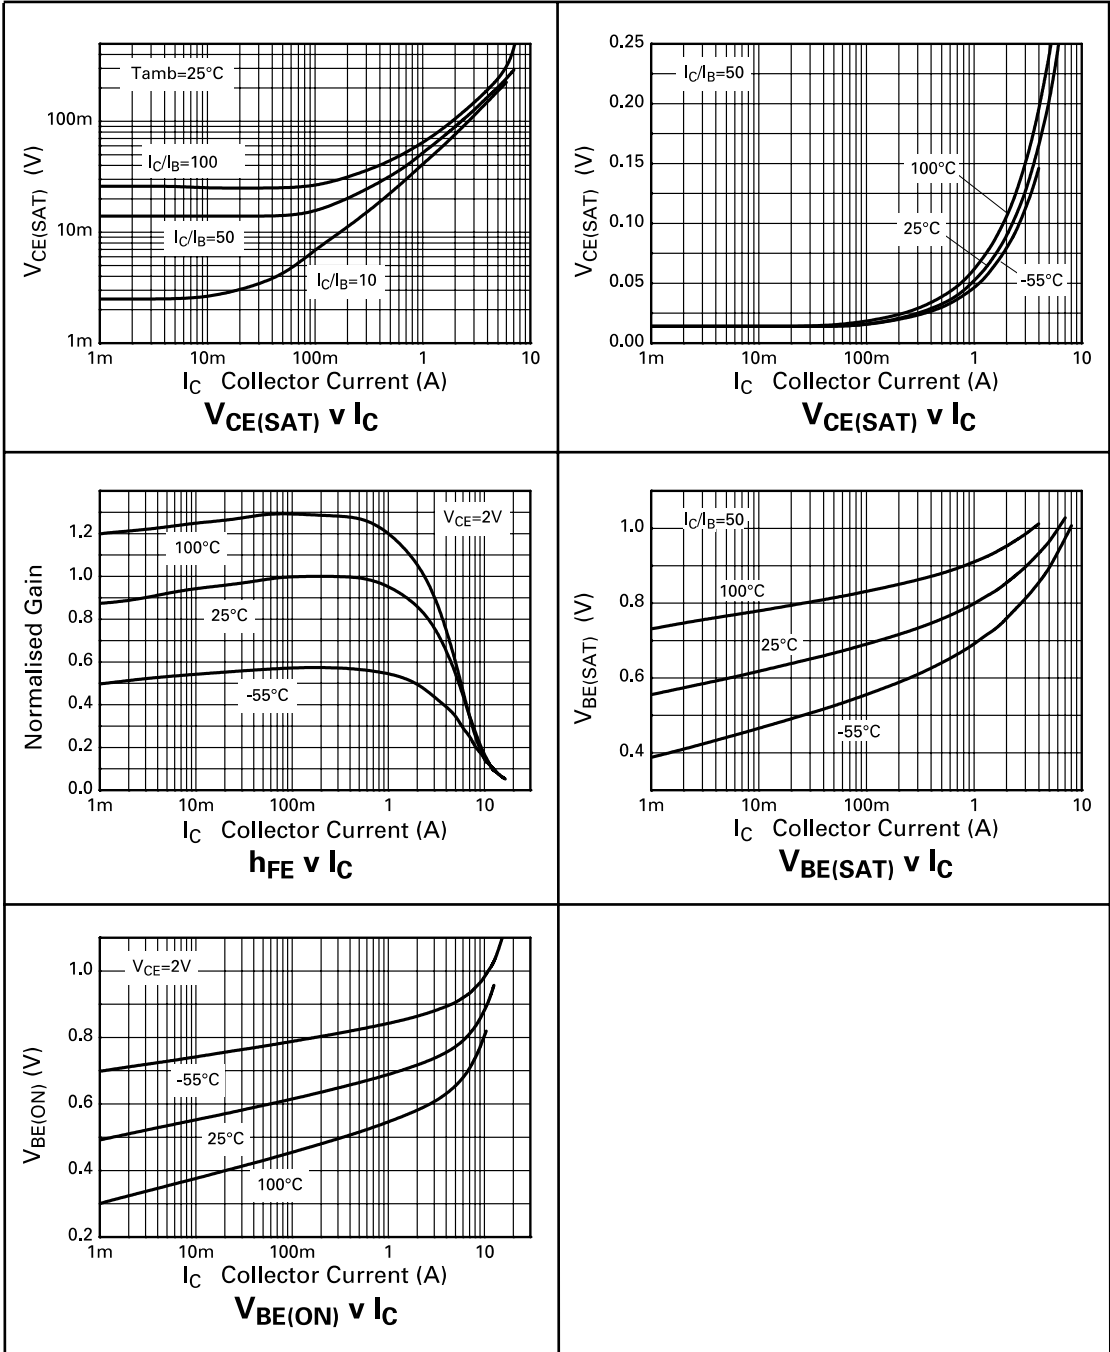 Tamb=25°C
IC/IB=100
IC/IB=50
IC/IB=10
100m
10m
1m
VCE(SAT) (V)
1m 10m 100m 1 10
IC Collector Current (A)
VCE(SAT) v IC
IC/IB=50
100°C
25°C
-55°C
0.25
0.20
0.15
0.10
0.05
0.00
VCE(SAT) (V)
1m 10m 100m 1 10
IC Collector Current (A)
VCE(SAT) v IC
VCE=2V
100°C
25°C
-55°C
1.2
1.0
0.8
0.6
0.4
0.2
0.0
Normalised Gain
1m 10m 100m 1 10
IC Collector Current (A)
hFE v IC
IC/IB=50
100°C
25°C
-55°C
1.0
0.8
0.6
0.4
VBE(SAT) (V)
1m 10m 100m 1 10
IC Collector Current (A)
VBE(SAT) v IC
VCE=2V
-55°C
25°C
100°C
1.0
0.8
0.6
0.4
0.2
VBE(ON) (V)
1m 10m 100m 1 10
IC Collector Current (A)
VBE(ON) v IC